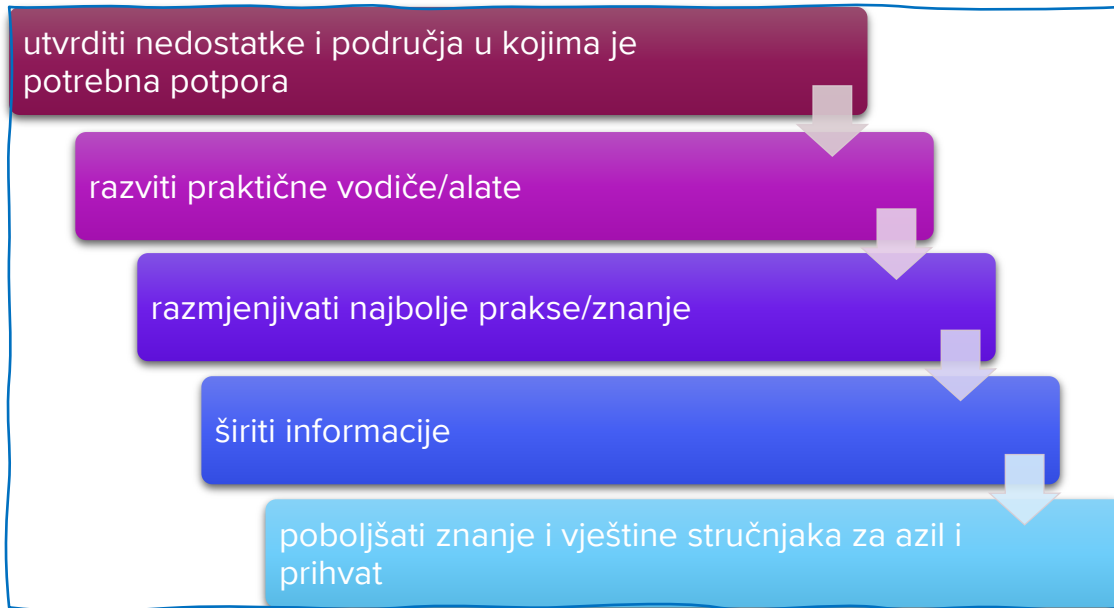 utvrditi nedostatke i područja u kojima je
potrebna potpora
razviti praktične vodiče/alate
razmjenjivati najbolje prakse/znanje
širiti informacije
poboljšati znanje i vještine stručnjaka za azil i
prihvat